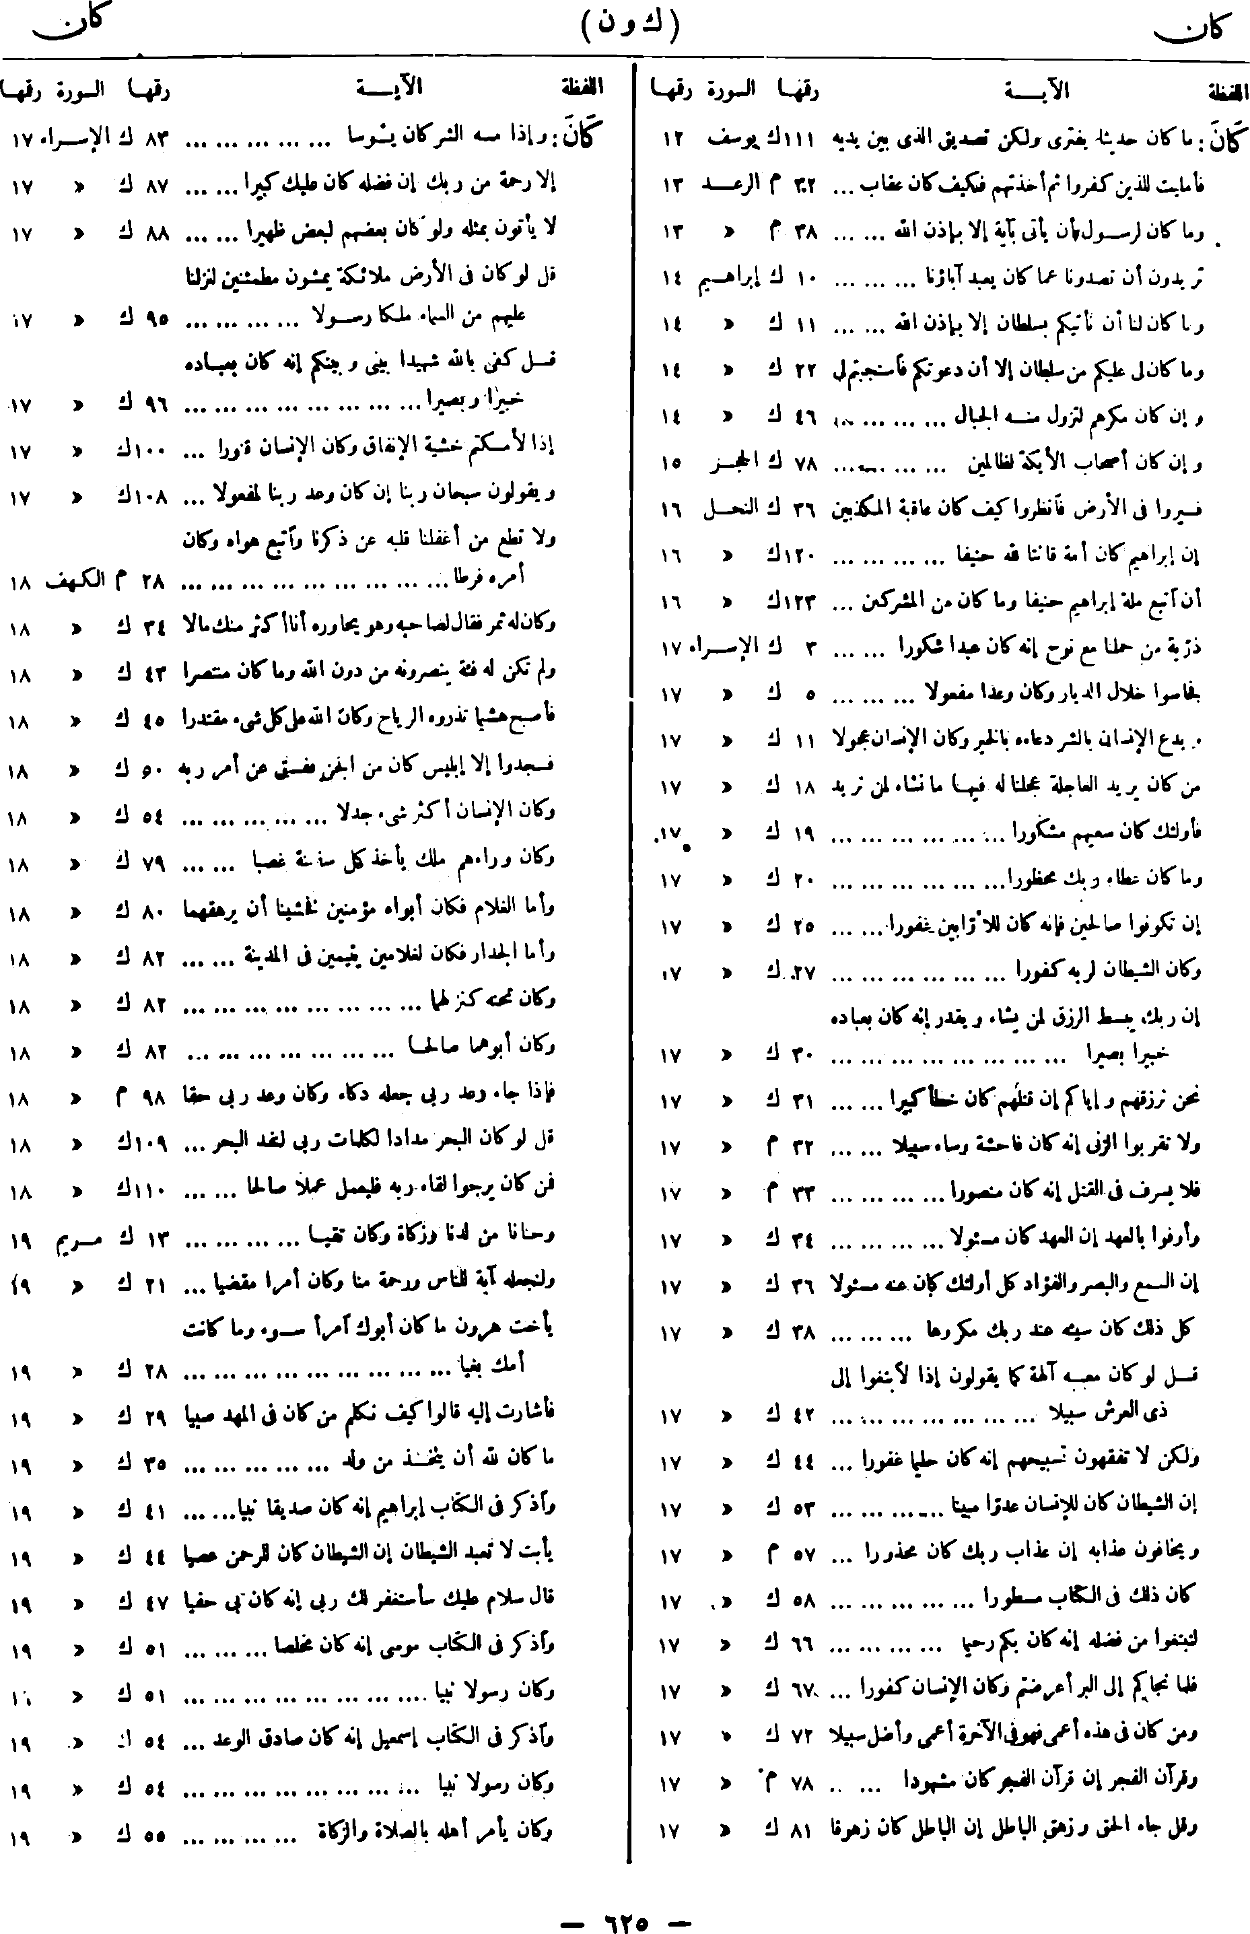 كان (ك ون) كان
اللفظة الآيـــة رقمها السورة رقمها
كَانَ: ما كان حديثا يفترى ولكن تصديق الذى بين يديه ١١١ ك يوسف ١٢
فأمليت للذين كفروا ثم أخذتهم فكيف كان عقاب ... ٣٢ م الرعد ١٣
وما كان لرسول أن يأتى بآية إلا بإذن الله ... ... ٣٨ م « ١٣
تريدون أن تصدونا عما كان يعبد آباؤنا ... ... ... ١٠ ك إبراهيم ١٤
وما كان لنا أن نأتيكم بسلطان إلا بإذن الله ... ... ١١ ك « ١٤
وما كان لى عليكم من سلطان إلا أن دعوتكم فٱستجبتم لى ٢٢ ك « ١٤
وإن كان مكرهم لتزول منه الجبال ... ... ... ... ٤٦ ك « ١٤
وإن كان أصحاب الأيكة لظالمين ... ... ... ... ٧٨ ك الحجر ١٥
فسيروا فى الأرض فٱنظروا كيف كان عاقبة المكذبين ٣٦ ك النحل ١٦
إن إبراهيم كان أمة قانتا لله حنيفا ... ... ... ... ١٢٠ك « ١٦
أن ٱتبع ملة إبراهيم حنيفا وما كان من المشركين ... ١٢٣ك « ١٦
ذرّية من حملنا مع نوح إنه كان عبدا شكورا ... ... ٣ ك الإسراء ١٧
فجاسوا خلال الديار وكان وعدا مفعولا ... ... ... ٥ ك « ١٧
ويدع الإنسان بالشر دعاءه بالخير وكان الإنسان عجولا ١١ ك « ١٧
من كان يريد العاجلة عجلنا له فيها ما نشاء لمن نريد ١٨ ك « ١٧
فأولئك كان سعيهم مشكورا ... ... ... ... ... ... ١٩ ك « ١٧
وما كان عطاء ربك محظورا ... ... ... ... ... ... ٢٠ ك « ١٧
إن تكونوا صالحين فإنه كان للأوّابين غفورا ... ... ٢٥ ك « ١٧
وكان الشيطان لربه كفورا ... ... ... ... ... ... ٢٧ ك « ١٧
إن ربك يبسط الرزق لمن يشاء ويقدر إنه كان بعباده
خبيرا بصيرا ... ... ... ... ... ... ... ... ... ٣٠ ك « ١٧
نحن نرزقهم وإياكم إن قتلهم كان خطأ كبيرا ... ... ٣١ ك « ١٧
ولا تقربوا الزنى إنه كان فاحشة وساء سبيلا ... ... ٣٢ م « ١٧
فلا يسرف فى القتل إنه كان منصورا ... ... ... ... ٣٣ م « ١٧
وأوفوا بالعهد إن العهد كان مسئولا ... ... ... ... ٣٤ ك « ١٧
إن السمع والبصر والفؤاد كل أولئك كان عنه مسئولا ٣٦ ك « ١٧
كل ذلك كان سيئه عند ربك مكروها ... ... ... ٣٨ ك « ١٧
قـل لو كان معه آلهة كما يقولون إذا لٱبتغوا إلى
ذى العرش سبيلا ... ... ... ... ... ... ... ٤٢ ك « ١٧
ولكن لا تفقهون تسبيحهم إنه كان حليما غفورا ... ٤٤ ك « ١٧
إن الشيطان كان للإنسان عدوّا مبينا ... ... ... ... ٥٣ ك « ١٧
ويخافون عذابه إن عذاب ربك كان محذورا ... ٥٧ م « ١٧
كان ذلك فى الكتاب مسطورا ... ... ... ... ... ٥٨ ك « ١٧
لتبتغوا من فضله إنه كان بكم رحيما ... ... ... ... ٦٦ ك « ١٧
فلما نجاكم إلى البر أعرضتم وكان الإنسان كفورا ... ٦٧ ك « ١٧
ومن كان فى هذه أعمى فهو فى الآخرة أعمى وأضل سبيلا ٧٢ ك « ١٧
وقرآن الفجر إن قرآن الفجر كان مشهودا ... ... ٧٨ م « ١٧
وقل جاء الحق وزهق الباطل إن الباطل كان زهوقا ٨١ ك « ١٧
اللفظة الآيـــة رقمها السورة رقمها
كَانَ: وإذا مسه الشر كان يئوسا ... ... ... ... ... ٨٣ ك الإسراء ١٧
إلا رحمة من ربك إن فضله كان عليك كبيرا ... ... ٨٧ ك « ١٧
لا يأتون بمثله ولو كان بعضهم لبعض ظهيرا ... ... ٨٨ ك « ١٧
قل لو كان فى الأرض ملائكة يمشون مطمئنين لنزلنا
عليهم من السماء ملكا رسولا ... ... ... ... ٩٥ ك « ١٧
قـل كفى بالله شهيدا بينى وبينكم إنه كان بعباده
خبيرًا وبصيرا ... ... ... ... ... ... ... ... ٩٦ ك « ١٧
إذا لأمسكتم خشية الإنفاق وكان الإنسان قتورا ... ١٠٠ك « ١٧
ويقولون سبحان ربنا إن كان وعد ربنا لمفعولا ... ١٠٨ك « ١٧
ولا تطع من أغفلنا قلبه عن ذكرنا وٱتبع هواه وكان
أمره فرطا ... ... ... ... ... ... ... ... ... ٢٨ م الكهف ١٨
وكان له ثمر فقال لصاحبه وهو يحاوره أنا أكثر منك مالا ٣٤ ك « ١٨
ولم تكن له فئة ينصرونه من دون الله وما كان منتصرا ٤٣ ك « ١٨
فأصبح هشيما تذروه الرياح وكان الله على كل شىء مقتدرا ٤٥ ك « ١٨
فسجدوا إلا إبليس كان من الجن ففسق عن أمر ربه ٥٠ ك « ١٨
وكان الإنسان أكثر شىء جدلا ... ... ... ... ... ٥٤ ك « ١٨
وكان وراءهم ملك يأخذ كل سفينة غصبا ... ... ٧٩ ك « ١٨
وأما الغلام فكان أبواه مؤمنين فخشينا أن يرهقهما ٨٠ ك « ١٨
وأما الجدار فكان لغلامين يتيمين فى المدينة ... ... ٨٢ ك « ١٨
وكان تحته كنز لهما ... ... ... ... ... ... ... ... ٨٢ ك « ١٨
وكان أبوهما صالحا ... ... ... ... ... ... ... ٨٢ ك « ١٨
فإذا جاء وعد ربى جعله دكاء وكان وعد ربى حقا ٩٨ م « ١٨
قل لو كان البحر مدادا لكلمات ربى لنفد البحر ... ١٠٩ك « ١٨
فمن كان يرجوا لقاء ربه فليعمل عملا صالحا ... ... ١١٠ك « ١٨
وحنانا من لدنا وزكاة وكان تقيا ... ... ... ... ١٣ ك مريم ١٩
ولنجعله آية للناس ورحمة منا وكان أمرا مقضيا ... ٢١ ك « ١٩
يأخت هرون ما كان أبوك ٱمرأ سوء وما كانت
أمك بغيا ... ... ... ... ... ... ... ... ... ٢٨ ك « ١٩
فأشارت إليه قالوا كيف نكلم من كان فى المهد صبيا ٢٩ ك « ١٩
ما كان لله أن يتخذ من ولد ... ... ... ... ... ٣٥ ك « ١٩
وٱذكر فى الكتاب إبراهيم إنه كان صديقا نبيا ... ... ٤١ ك « ١٩
يأبت لا تعبد الشيطان إن الشيطان كان للرحمن عصيا ٤٤ ك « ١٩
قال سلام عليك سأستغفر لك ربى إنه كان بى حفيا ٤٧ ك « ١٩
وٱذكر فى الكتاب موسى إنه كان مخلصا ... ... ... ٥١ ك « ١٩
وكان رسولا نبيا ... ... ... ... ... ... ... ... ٥١ ك « ١٩
وٱذكر فى الكتاب إسمعيل إنه كان صادق الوعد ... ٥٤ ك « ١٩
وكان رسولا نبيا ... ... ... ... ... ... ... ... ٥٤ ك « ١٩
وكان يأمر أهله بالصلاة والزكاة ... ... ... ... ٥٥ ك « ١٩
— ٦٢٥ —